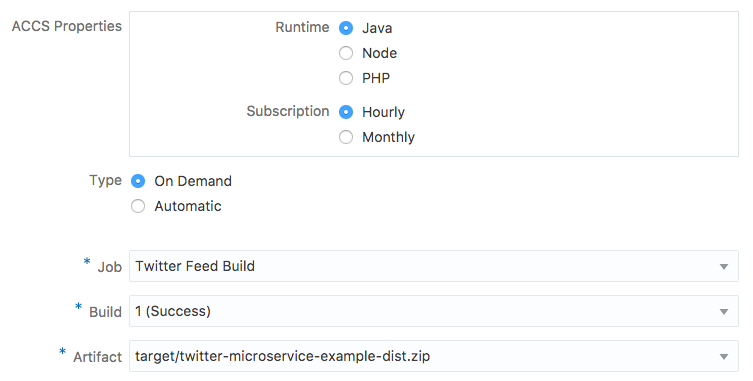 ACCS Properties Runtime Java
Node
PHP
Subscription Hourly
Monthly
Type On Demand
Automatic
* Job Twitter Feed Build
* Build 1 (Success)
* Artifact target/twitter-microservice-example-dist.zip